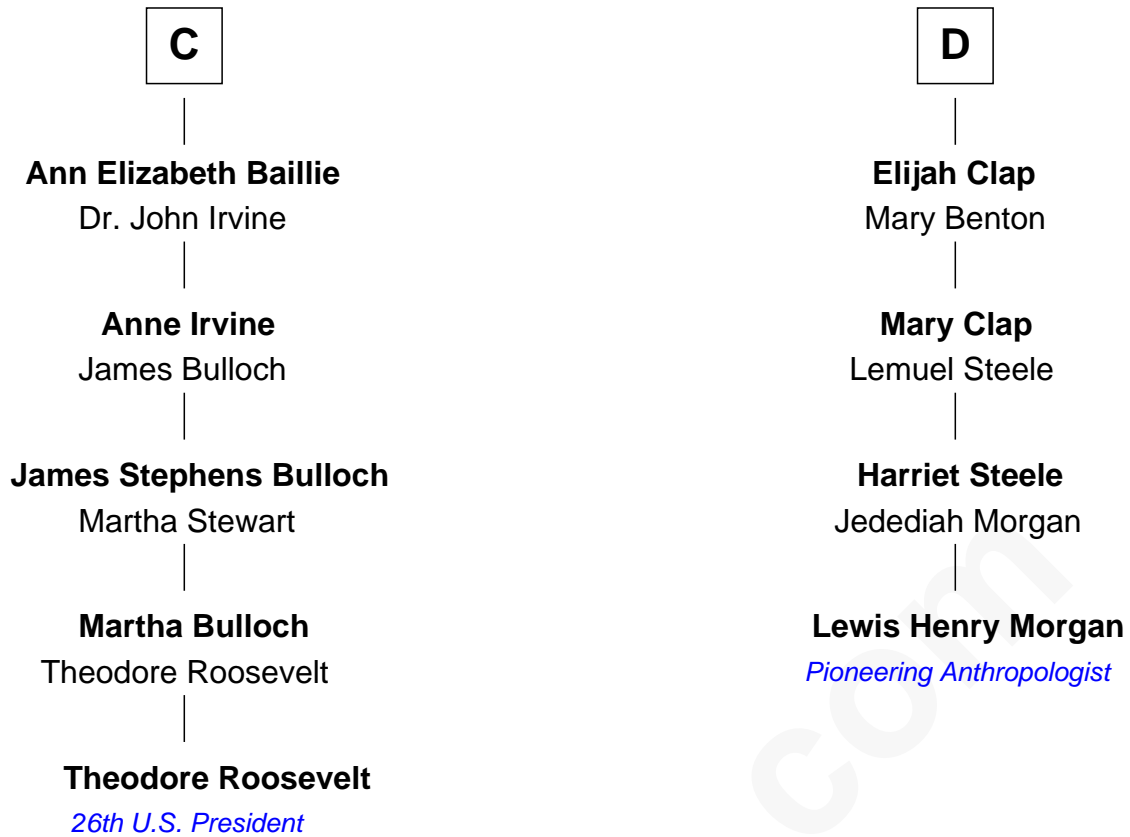 C
Ann Elizabeth Baillie
Dr. John Irvine
Anne Irvine
James Bulloch
James Stephens Bulloch
Martha Stewart
Martha Bulloch
Theodore Roosevelt
Theodore Roosevelt
26th U.S. President
D
Elijah Clap
Mary Benton
Mary Clap
Lemuel Steele
Harriet Steele
Jedediah Morgan
Lewis Henry Morgan
Pioneering Anthropologist
com